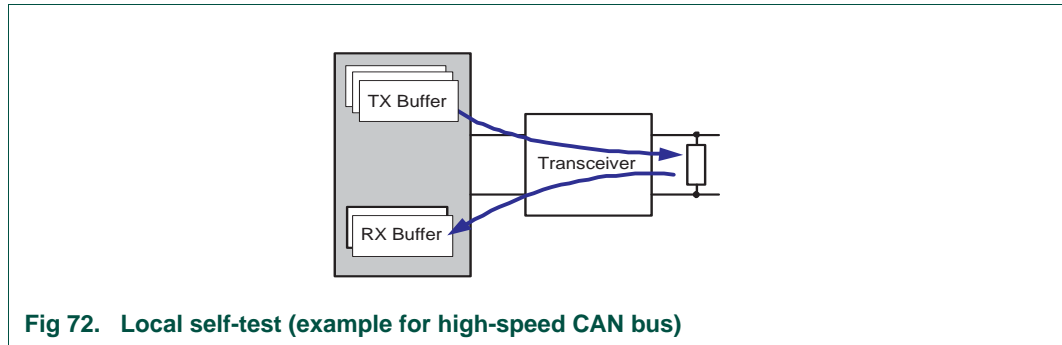 TX Buffer
Transceiver
RX Buffer
Fig 72. Local self-test (example for high-speed CAN bus)